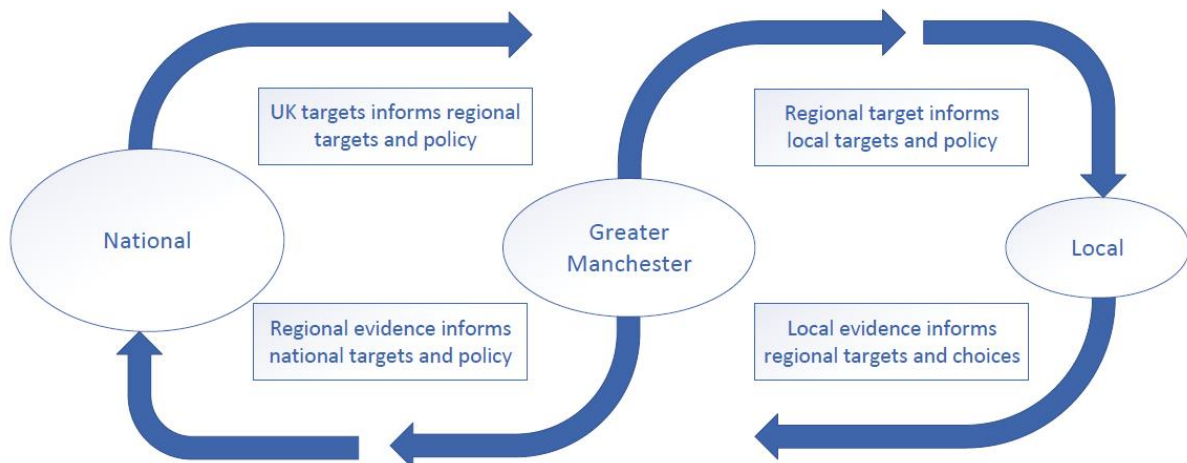 UK targets informs regional
targets and policy
Regional target informs
local targets and policy
National
Greater
Manchester
Local
Regional evidence informs
national targets and policy
Local evidence informs
regional targets and choices